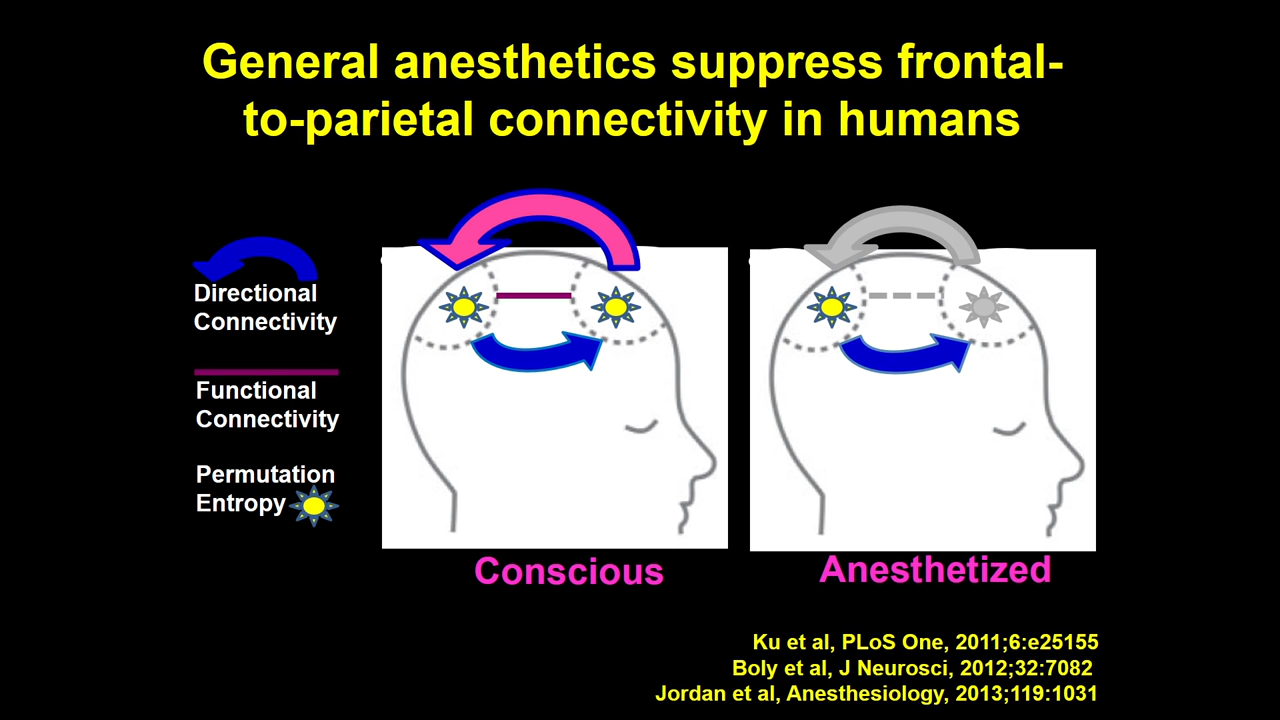 General anesthetics suppress frontal-
to-parietal connectivity in humans
Directional
Connectivity
Functional
Connectivity
Permutation
Entropy
Conscious
Anesthetized
Ku et al, PLoS One, 2011;6:e25155
Boly et al, J Neurosci, 2012;32:7082
Jordan et al, Anesthesiology, 2013;119:1031